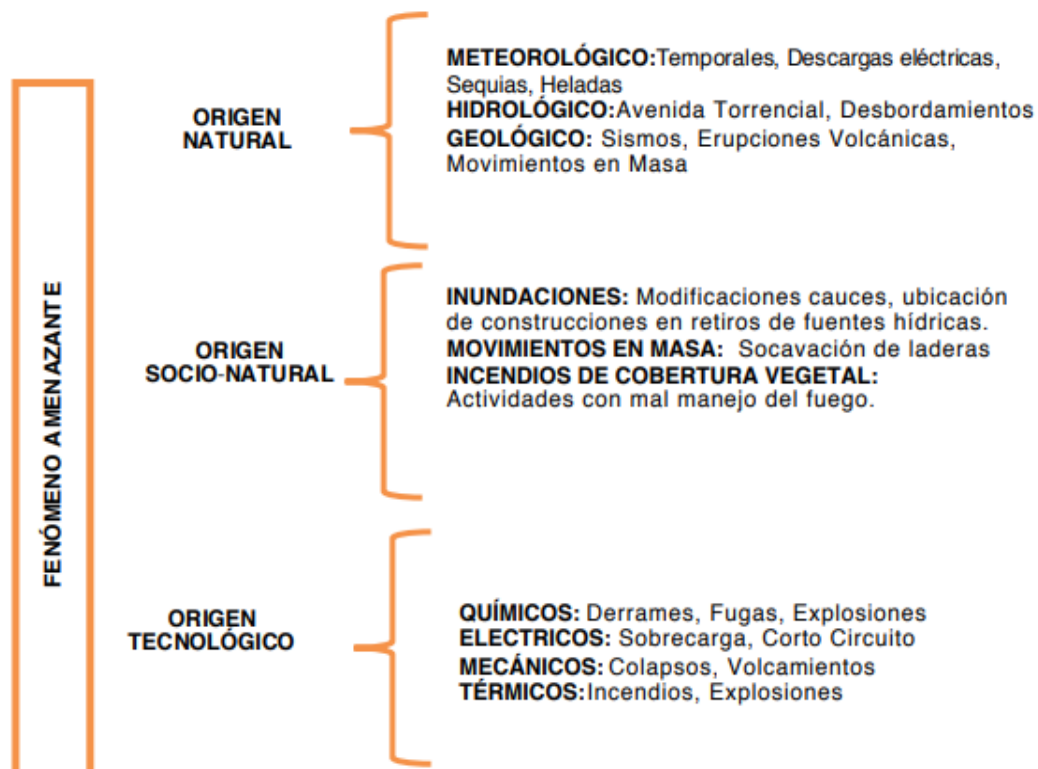 FENÓMENO AMENAZANTE
ORIGEN
NATURAL
METEOROLÓGICO:Temporales, Descargas eléctricas,
Sequias, Heladas
HIDROLÓGICO:Avenida Torrencial, Desbordamientos
GEOLÓGICO: Sismos, Erupciones Volcánicas,
Movimientos en Masa
ORIGEN
SOCIO-NATURAL
INUNDACIONES: Modificaciones cauces, ubicación
de construcciones en retiros de fuentes hídricas.
MOVIMIENTOS EN MASA: Socavación de laderas
INCENDIOS DE COBERTURA VEGETAL:
Actividades con mal manejo del fuego.
ORIGEN
TECNOLÓGICO
QUÍMICOS: Derrames, Fugas, Explosiones
ELECTRICOS: Sobrecarga, Corto Circuito
MECÁNICOS: Colapsos, Volcamientos
TÉRMICOS:Incendios, Explosiones